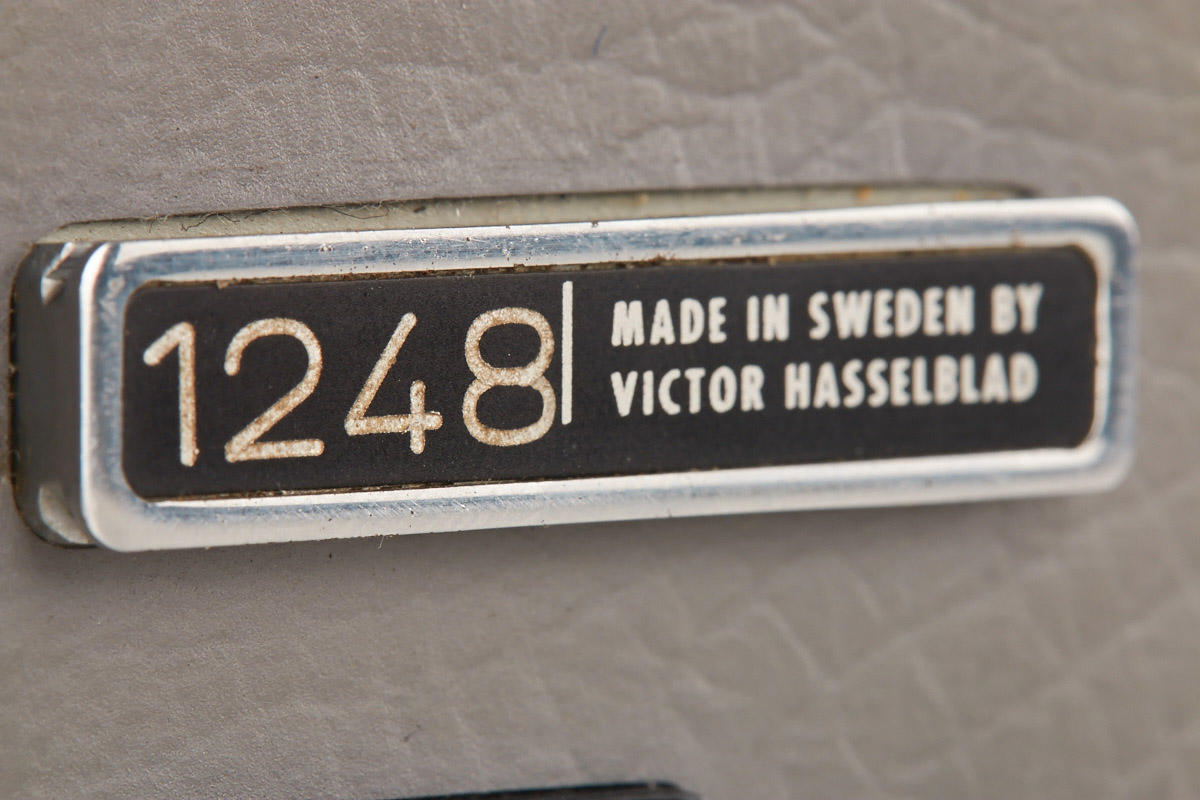 1248
MADE IN SWEDEN BY
VICTOR HASSELBLAD